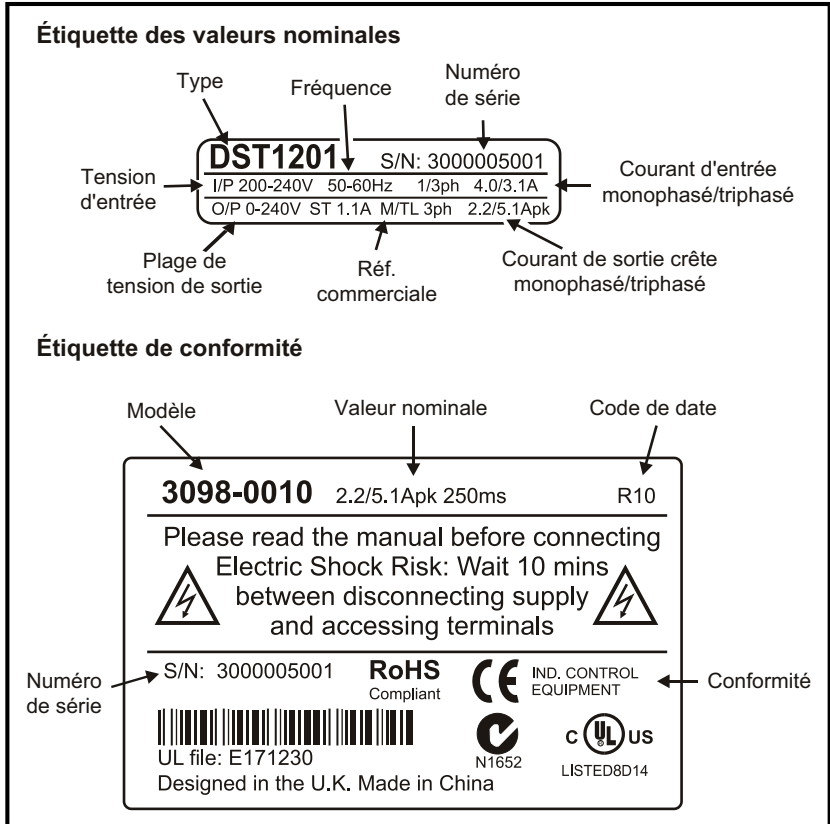 Étiquette des valeurs nominales
Type
Fréquence
Numéro
de série
DST1201 S/N: 3000005001
Tension
d'entrée
I/P 200-240V 50-60Hz 1/3ph 4.0/3.1A
Courant d'entrée
monophasé/triphasé
O/P 0-240V ST 1.1A M/TL 3ph 2.2/5.1Apk
Plage de
tension de sortie
Réf.
commerciale
Courant de sortie crête
monophasé/triphasé
Étiquette de conformité
Modèle
Valeur nominale
Code de date
3098-0010 2.2/5.1Apk 250ms R10
Please read the manual before connecting
Electric Shock Risk: Wait 10 mins
between disconnecting supply
and accessing terminals
Numéro
de série
S/N: 3000005001
RoHS
Compliant
CE
IND. CONTROL
EQUIPMENT
Conformité
N1652
C UL US
LISTED8D14
UL file: E171230
Designed in the U.K. Made in China